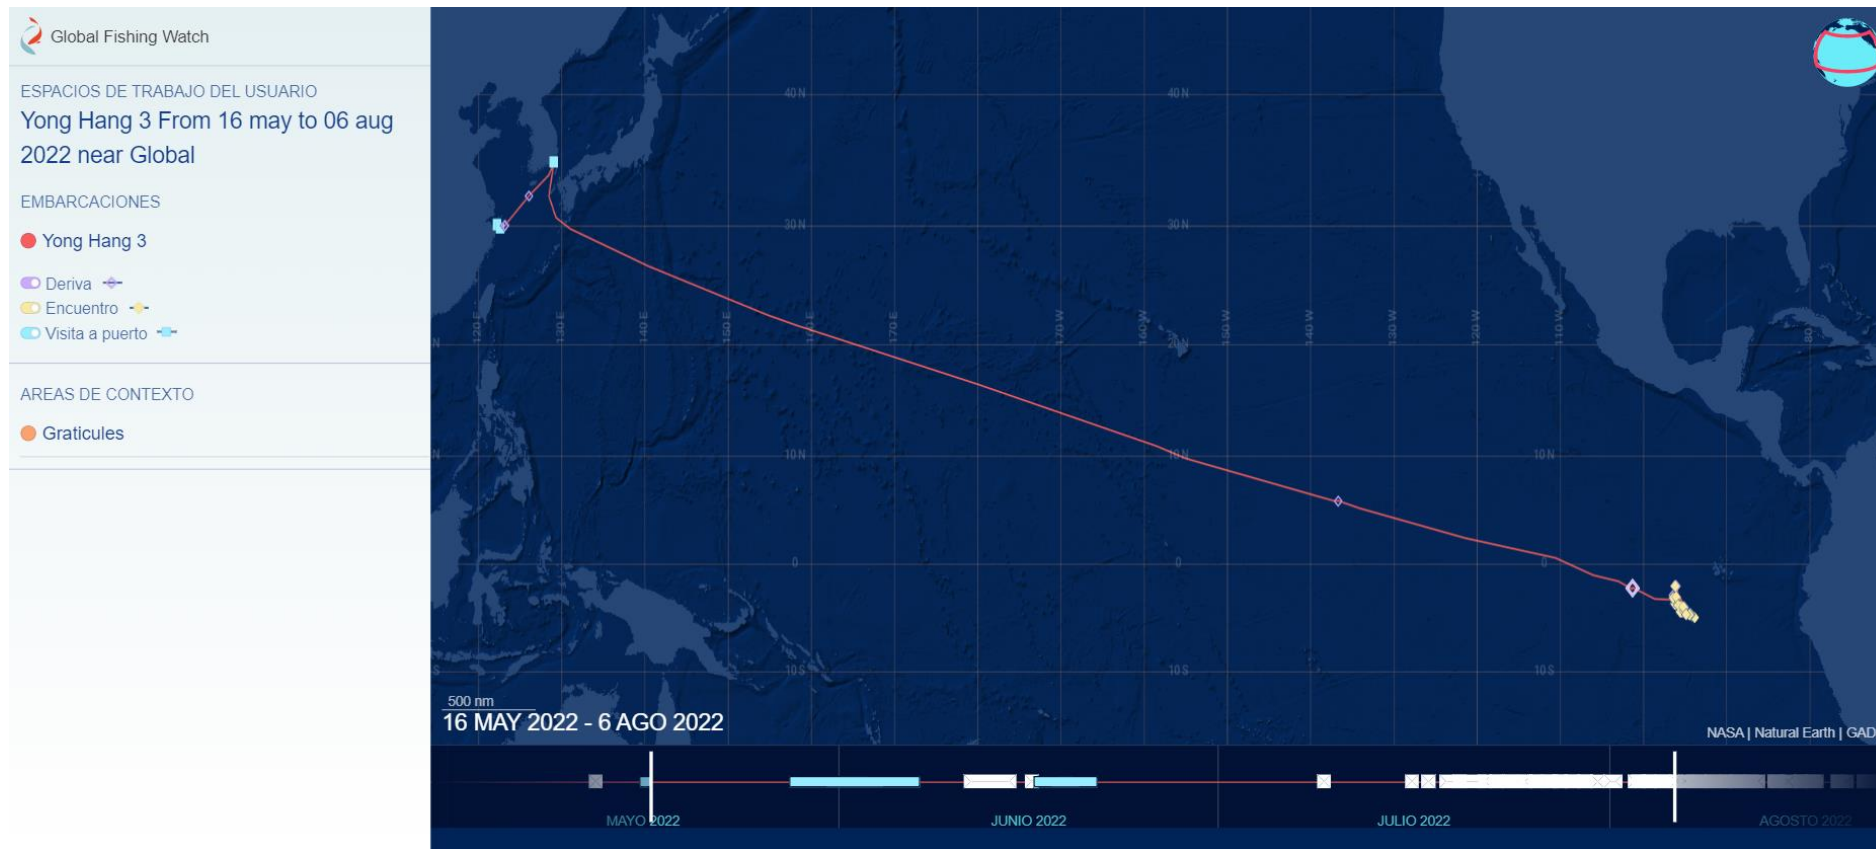 Global Fishing Watch
ESPACIOS DE TRABAJO DEL USUARIO
Yong Hang 3 From 16 may to 06 aug
2022 near Global
EMBARCACIONES
Yong Hang 3
Deriva
Encuentro
Visita a puerto
AREAS DE CONTEXTO
Graticules
40 N 40 N
30 N 30 N
120 E 130 E 140 E 150 E 160 E 170 E 170 W 160 W 150 W 140 W 130 W 120 W 110 W 80
N 20 N 20 N
N 10 N 10 N 10 N
0 0 0
S 10 S 10 S 10 S
500 nm
16 MAY 2022 - 6 AGO 2022
NASA | Natural Earth | GAD
MAYO 2022 JUNIO 2022 JULIO 2022 AGOSTO 2022